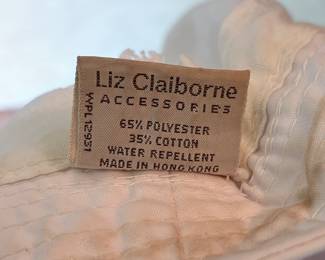 Liz Claiborne
ACCESSORIES
65% POLYESTER
35% COTTON
WATER REPELLENT
MADE IN HONG KONG
WPL 12931